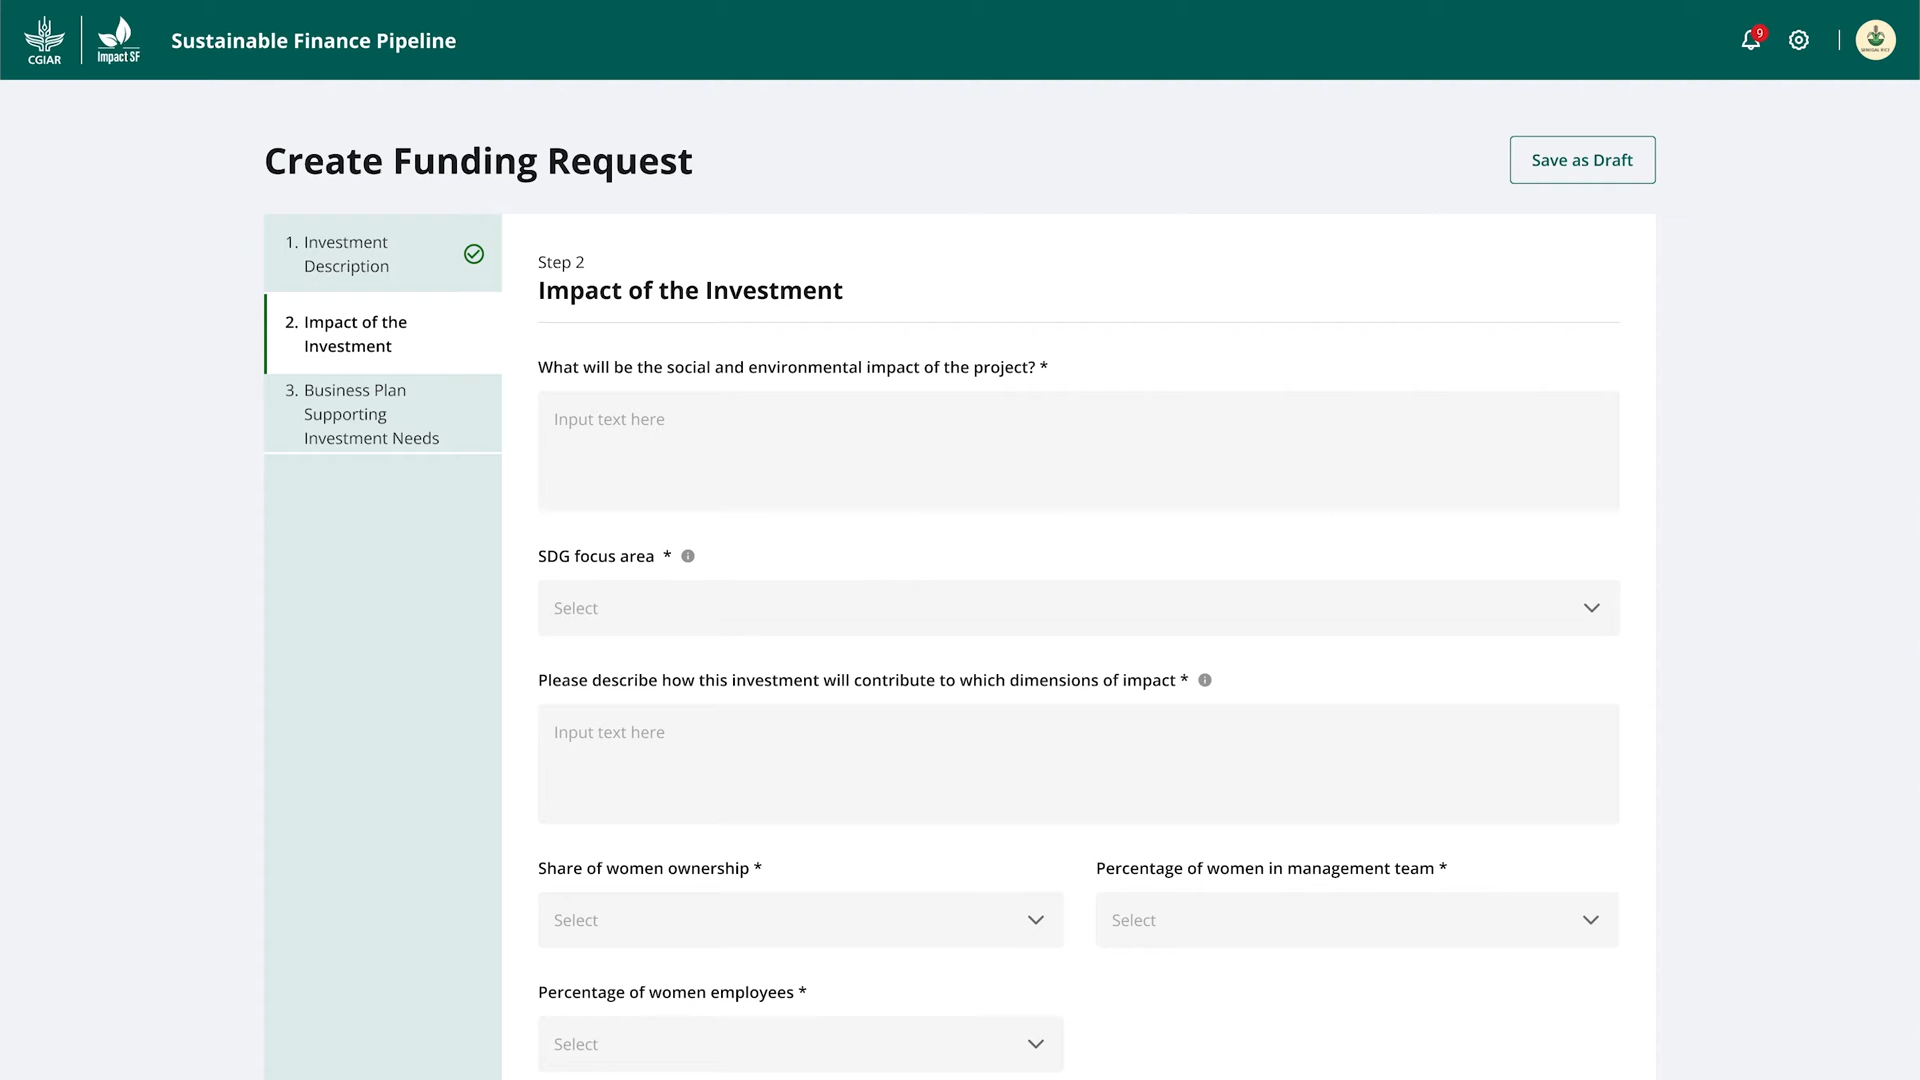 CGIAR
Impact SF
Sustainable Finance Pipeline
9
SENEGAL RICE
Create Funding Request
Save as Draft
1. Investment
Description
2. Impact of the
Investment
3. Business Plan
Supporting
Investment Needs
Step 2
Impact of the Investment
What will be the social and environmental impact of the project? *
Input text here
SDG focus area *
Select
Please describe how this investment will contribute to which dimensions of impact *
Input text here
Share of women ownership *
Percentage of women in management team *
Select
Select
Percentage of women employees *
Select